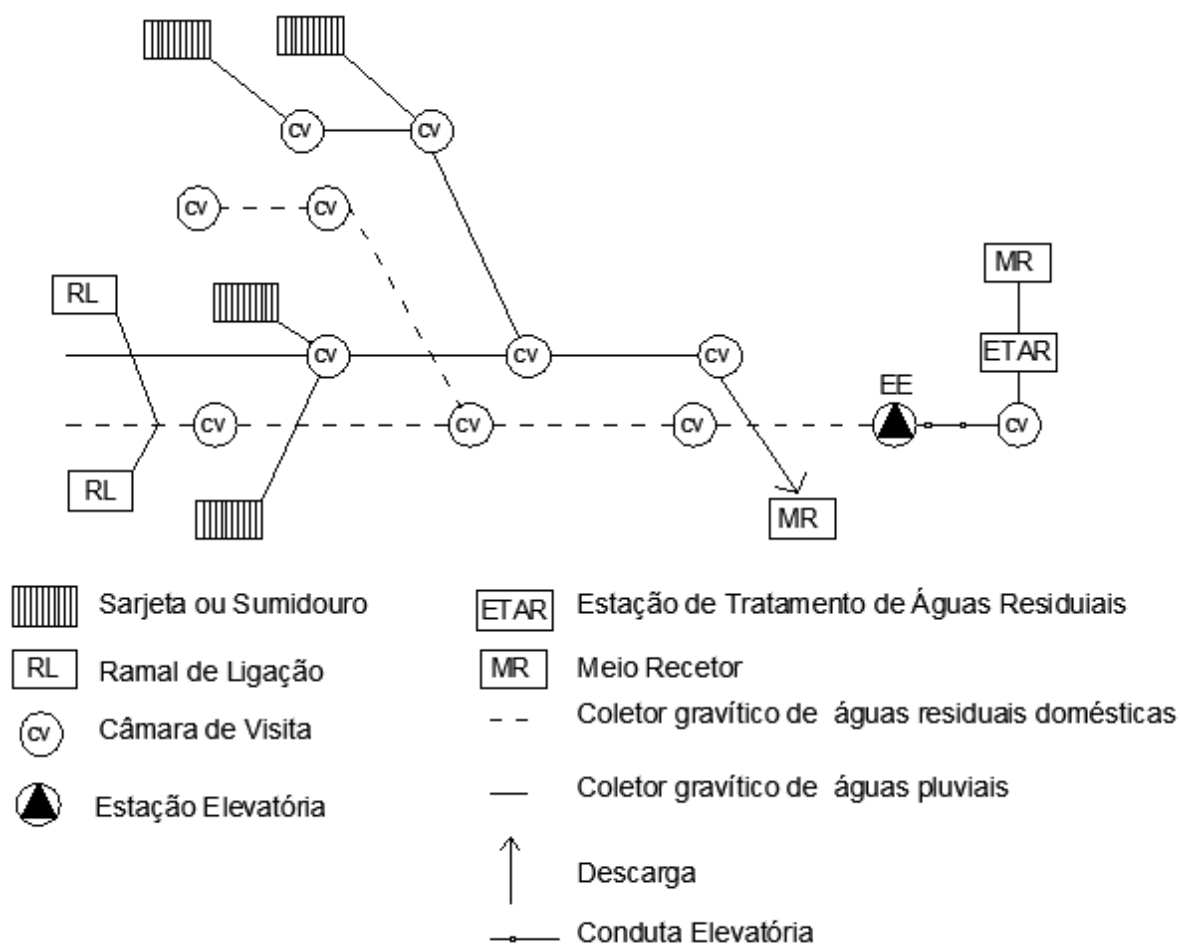 CV
CV
CV
CV
MR
RL
CV
CV
CV
ETAR
EE
CV
CV
CV
CV
RL
MR
Sarjeta ou Sumidouro
ETAR Estação de Tratamento de Águas Residuiais
RL Ramal de Ligação
MR Meio Recetor
CV Câmara de Visita
Coletor gravítico de águas residuais domésticas
Estação Elevatória
Coletor gravítico de águas pluviais
Descarga
Conduta Elevatória